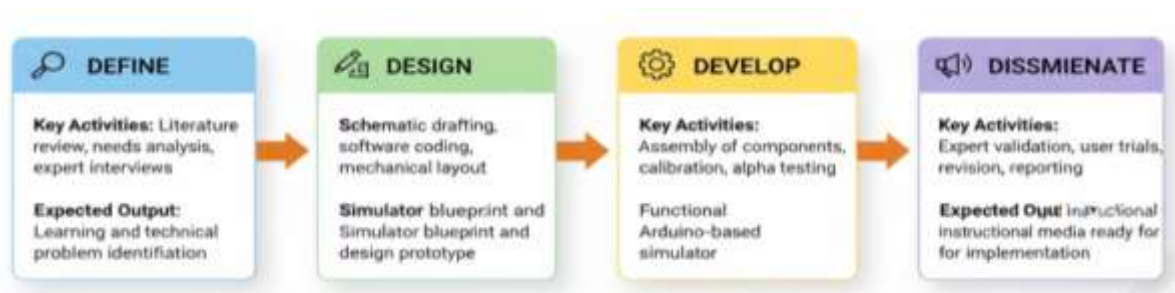 DEFINE
Key Activities: Literature
review, needs analysis,
expert interviews
Expected Output:
Learning and technical
problem identifiation
DESIGN
Schematic drafting,
software coding,
mechanical layout
Simulator blueprint and
Simulator blueprint and
design prototype
DEVELOP
Key Activities:
Assembly of components,
calibration, alpha testing
Functional
Arduino-based
simulator
DISSMIENATE
Key Activities:
Expert validation, user trials,
revision, reporting
Expected
instructional media ready for
for implementation